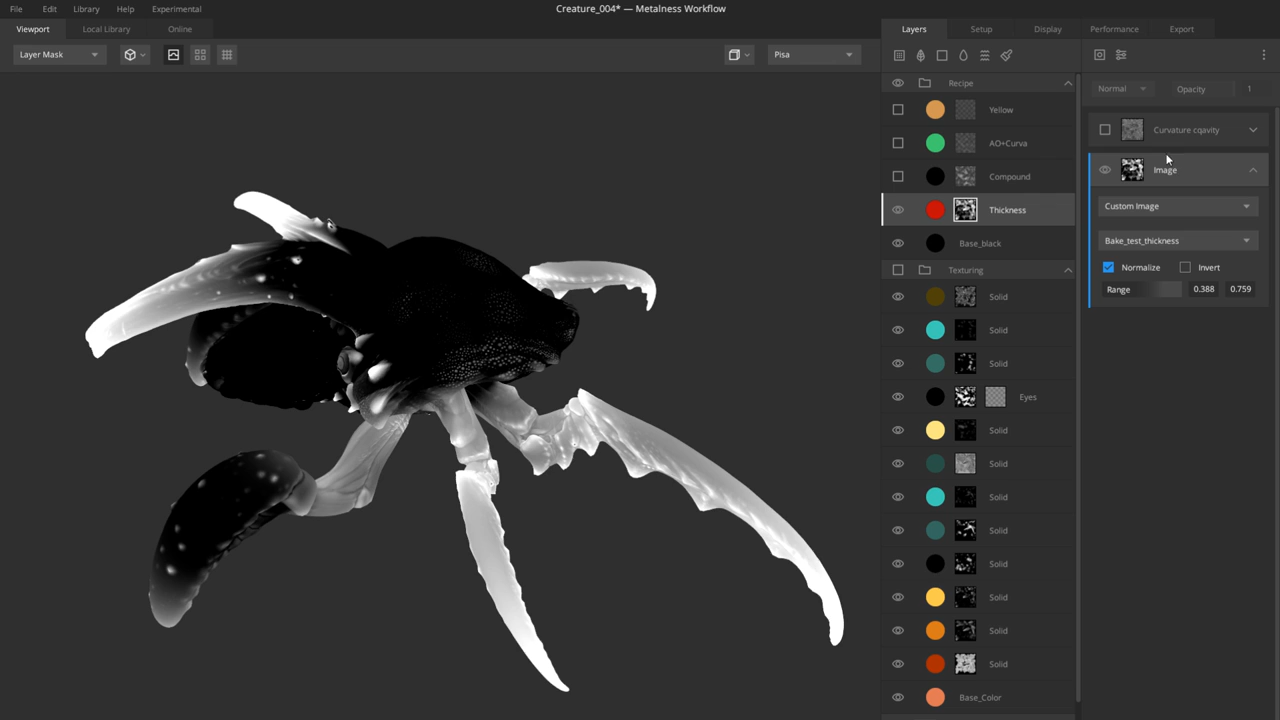 File Edit Library Help Experimental
Creature_004* — Metalness Workflow
Viewport Local Library Online
Layers Setup Display Performance Export
Layer Mask
Pisa
Normal Opacity 1
Recipe
Yellow
AO+Curva
Compound
Thickness
Base_black
Texturing
Solid
Solid
Solid
Eyes
Solid
Solid
Solid
Solid
Solid
Solid
Solid
Solid
Base_Color
Curvature cqavity
Image
Custom Image
Bake_test_thickness
Normalize Invert
Range 0.388 0.759